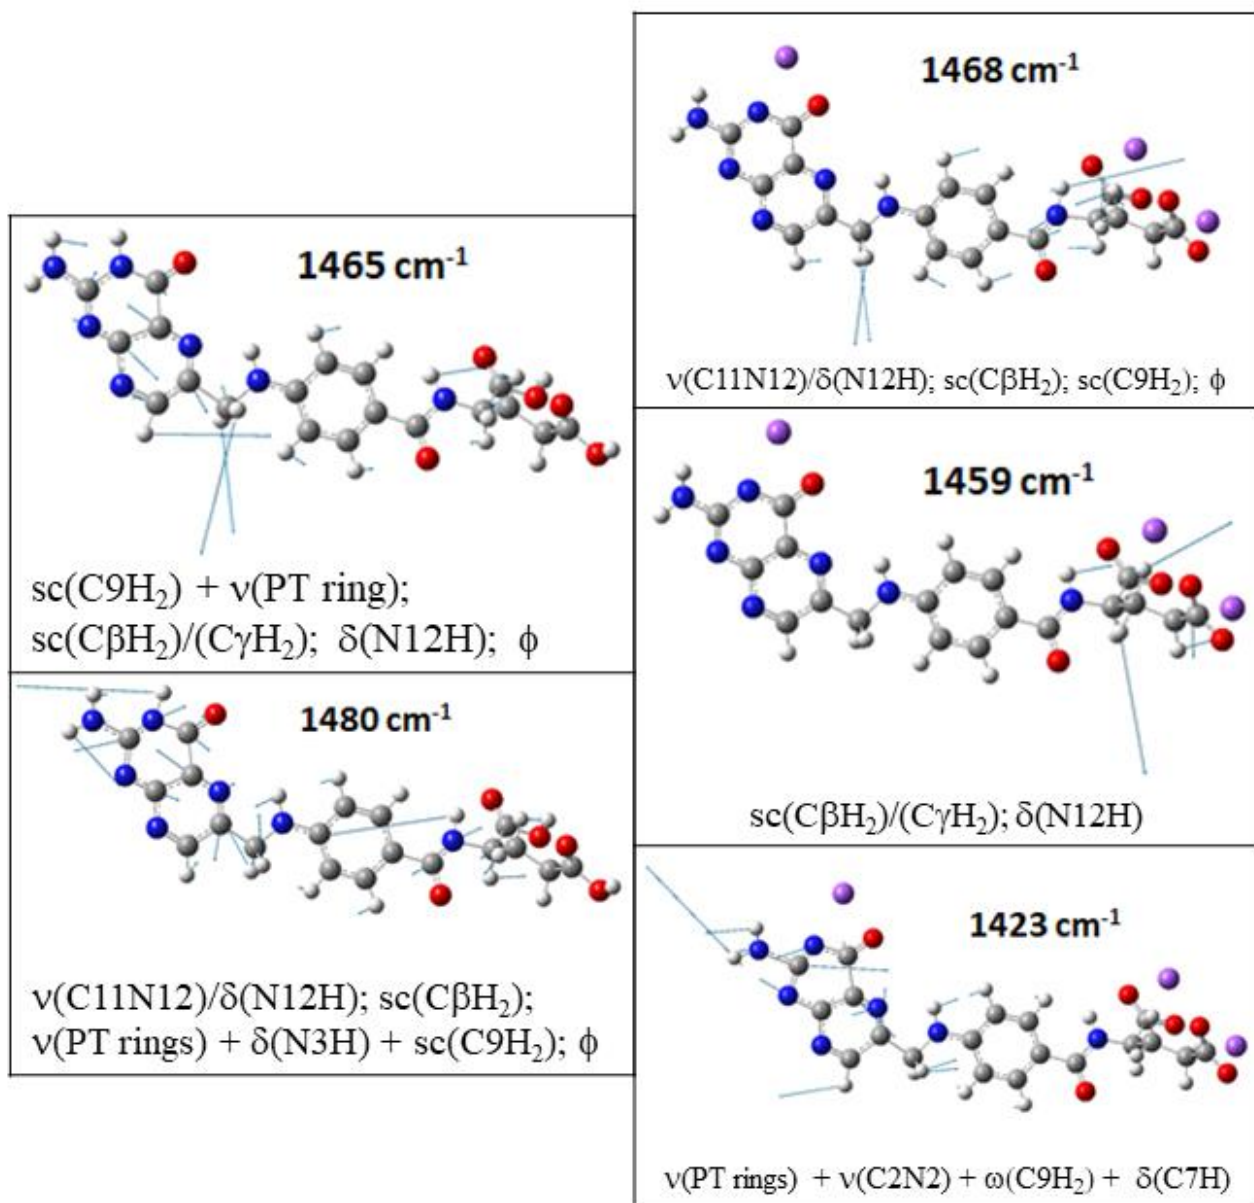 1465 cm⁻¹
sc(C9H₂) + ν(PT ring);
sc(CβH₂)/(CγH₂); δ(N12H); ϕ
1480 cm⁻¹
ν(C11N12)/δ(N12H); sc(CβH₂);
ν(PT rings) + δ(N3H) + sc(C9H₂); ϕ
1468 cm⁻¹
ν(C11N12)/δ(N12H); sc(CβH₂); sc(C9H₂); ϕ
1459 cm⁻¹
sc(CβH₂)/(CγH₂); δ(N12H)
1423 cm⁻¹
ν(PT rings) + ν(C2N2) + ω(C9H₂) + δ(C7H)